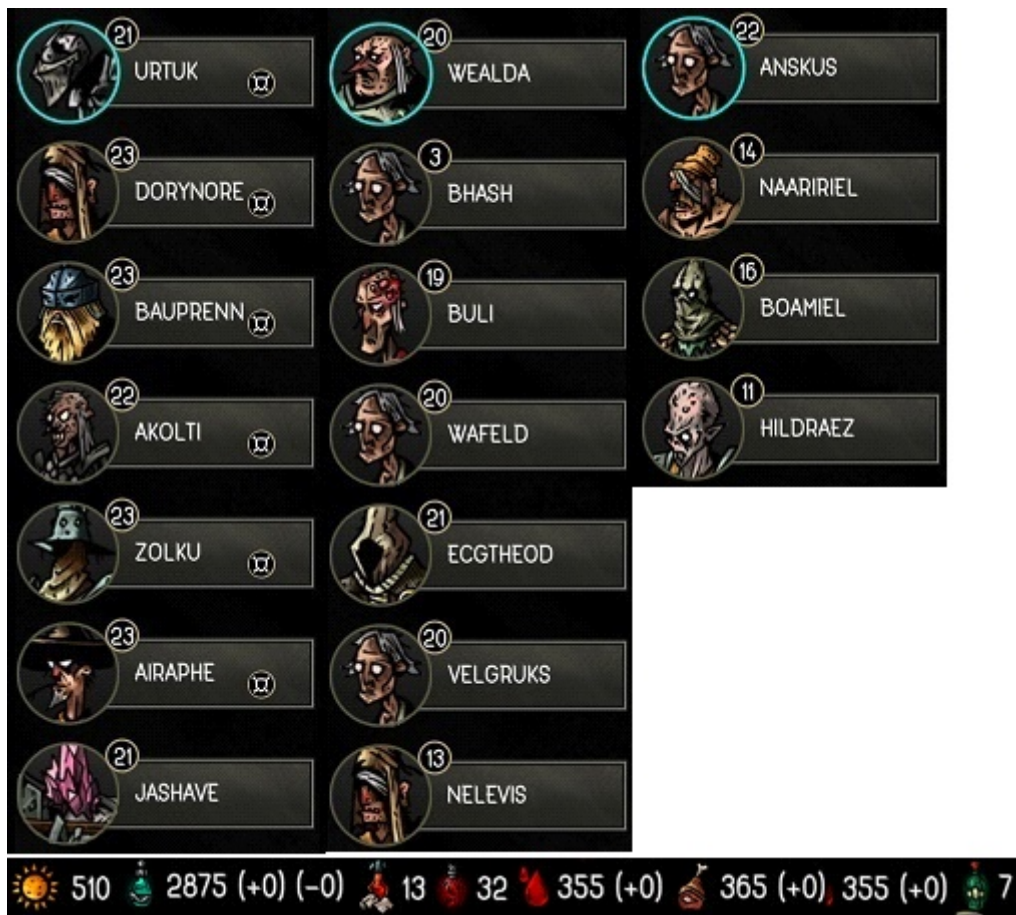 21
URTUK
23
DORYNORE
23
BAUPRENN
22
AKOLTI
23
ZOLKU
23
AIRAPHE
21
JASHAVE
20
WEALDA
3
BHASH
19
BULI
20
WAFELD
21
ECGTHEOD
20
VELGRUKS
13
NELEVIS
22
ANSKUS
14
NAARIRIEL
16
BOAMIEL
11
HILDRAEZ
510 2875 (+0) (-0) 13 32 355 (+0) 365 (+0) 355 (+0) 7